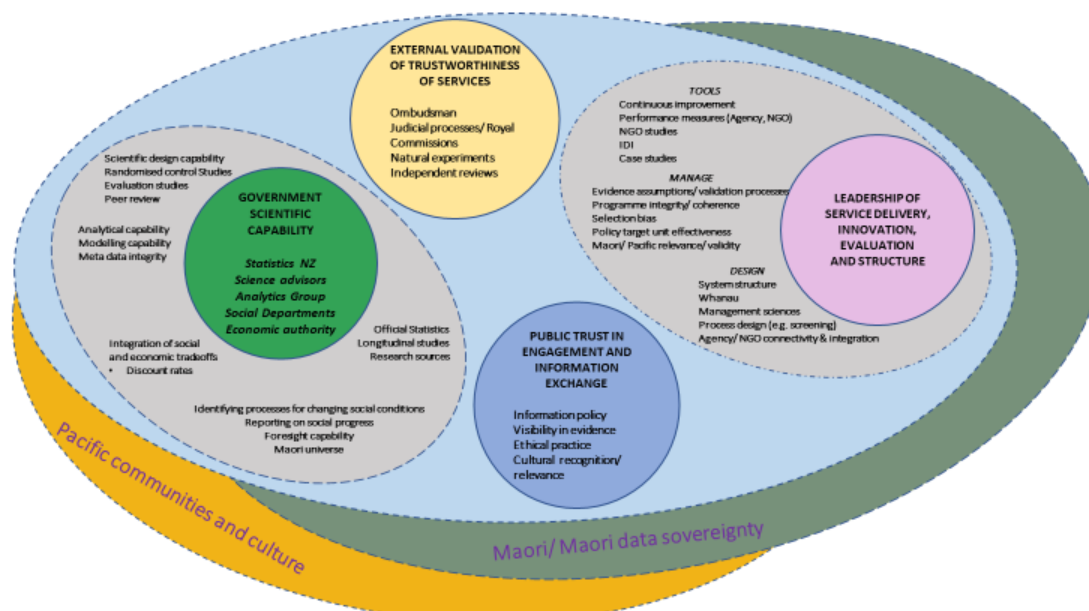 EXTERNAL VALIDATION
OF TRUSTWORTHINESS
OF SERVICES
Ombudsman
Judicial processes/ Royal
Commissions
Natural experiments
Independent reviews
Scientific design capability
Randomised control Studies
Evaluation studies
Peer review
Analytical capability
Modelling capability
Meta data integrity
GOVERNMENT
SCIENTIFIC
CAPABILITY
Statistics NZ
Science advisors
Analytics Group
Social Departments
Economic authority
Official Statistics
Longitudinal studies
Research sources
Integration of social
and economic tradeoffs
• Discount rates
Identifying processes for changing social conditions
Reporting on social progress
Foresight capability
Maori universe
PUBLIC TRUST IN
ENGAGEMENT AND
INFORMATION
EXCHANGE
Information policy
Visibility in evidence
Ethical practice
Cultural recognition/
relevance
TOOLS
Continuous improvement
Performance measures (Agency, NGO)
NGO studies
IDI
Case studies
MANAGE
Evidence assumptions/ validation processes
Programme integrity/ coherence
Selection bias
Policy target unit effectiveness
Maori/ Pacific relevance/ validity
DESIGN
System structure
Whanau
Management sciences
Process design (e.g. screening)
Agency/ NGO connectivity & integration
LEADERSHIP OF
SERVICE DELIVERY,
INNOVATION,
EVALUATION
AND STRUCTURE
Pacific communities and culture
Maori/ Maori data sovereignty